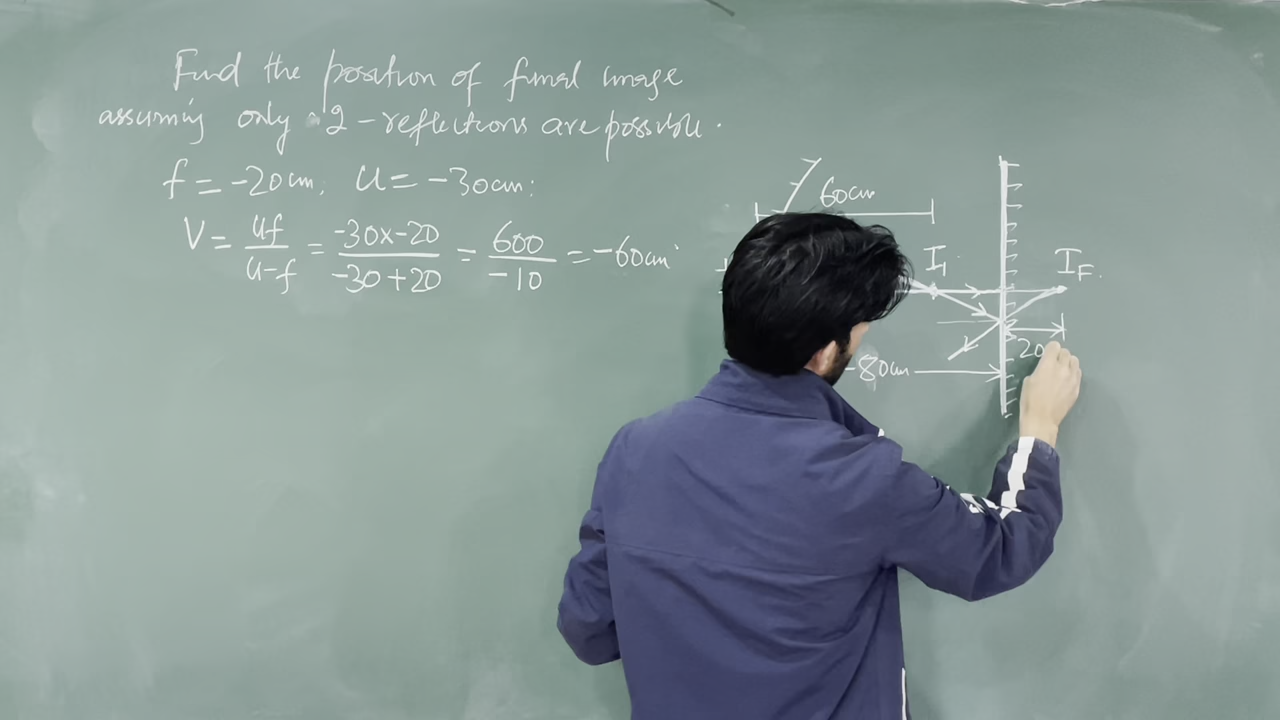 Find the position of final image
assuming only 2-reflections are possible.
f = -20cm; u = -30cm;
V = uf/u-f = -30x-20/-30+20 = 600/-10 = -60cm
60cm
I₁
I_F.
20
80cm